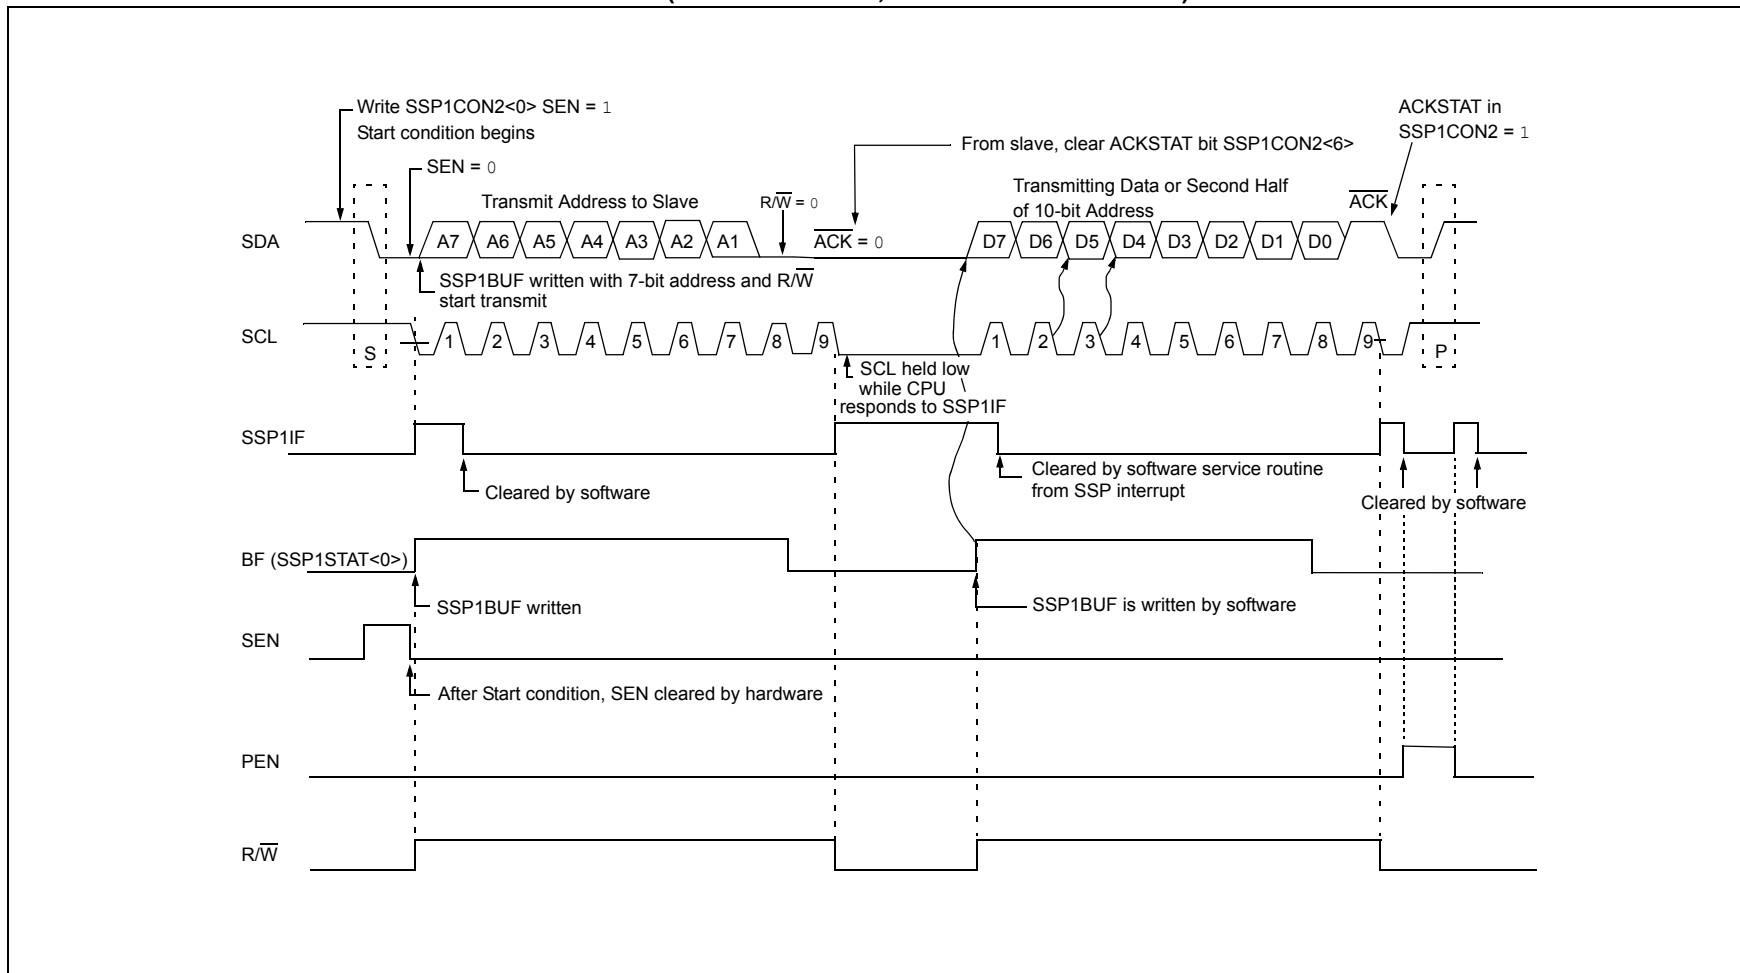 Write SSP1CON2<0> SEN = 1
Start condition begins
ACKSTAT in
SSP1CON2 = 1
From slave, clear ACKSTAT bit SSP1CON2<6>
SEN = 0
Transmit Address to Slave
R/W̅ = 0
Transmitting Data or Second Half
of 10-bit Address
A̅C̅K̅
SDA
A7 A6 A5 A4 A3 A2 A1
A̅C̅K̅ = 0
D7 D6 D5 D4 D3 D2 D1 D0
SSP1BUF written with 7-bit address and R/W̅
start transmit
SCL
S
1 2 3 4 5 6 7 8 9
1 2 3 4 5 6 7 8 9
P
SCL held low
while CPU
responds to SSP1IF
SSP1IF
Cleared by software
Cleared by software service routine
from SSP interrupt
Cleared by software
BF (SSP1STAT<0>)
SSP1BUF written
SSP1BUF is written by software
SEN
After Start condition, SEN cleared by hardware
PEN
R/W̅